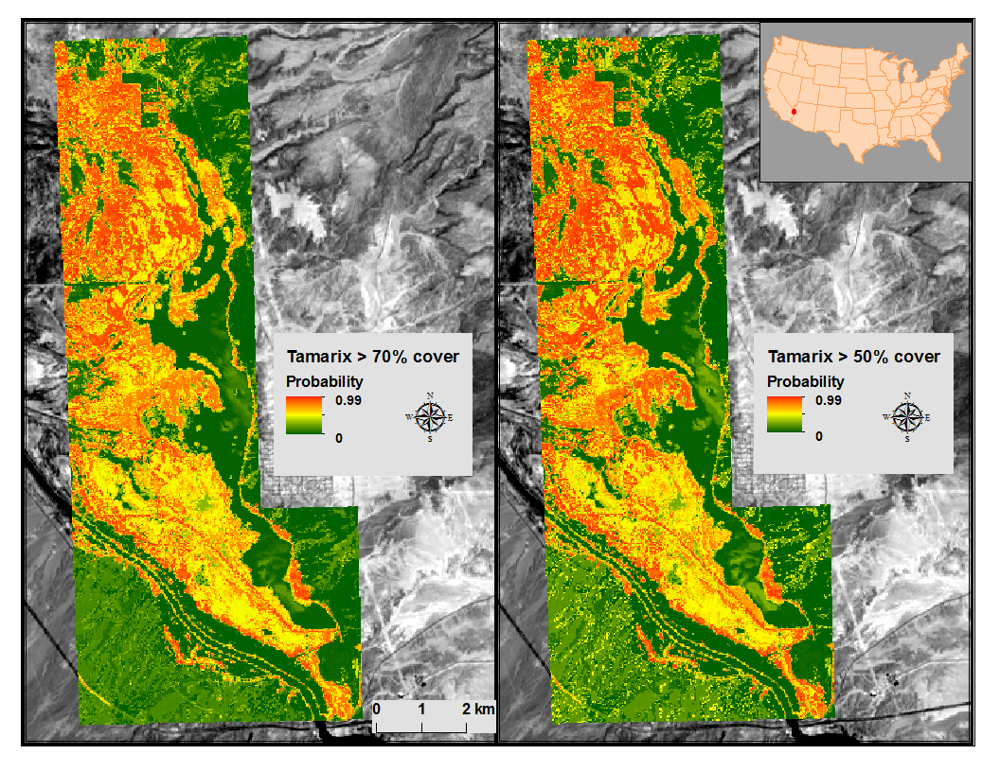 Tamarix > 70% cover
Probability
0.99
0
N
W E
S
0 1 2 km
Tamarix > 50% cover
Probability
0.99
0
N
W E
S